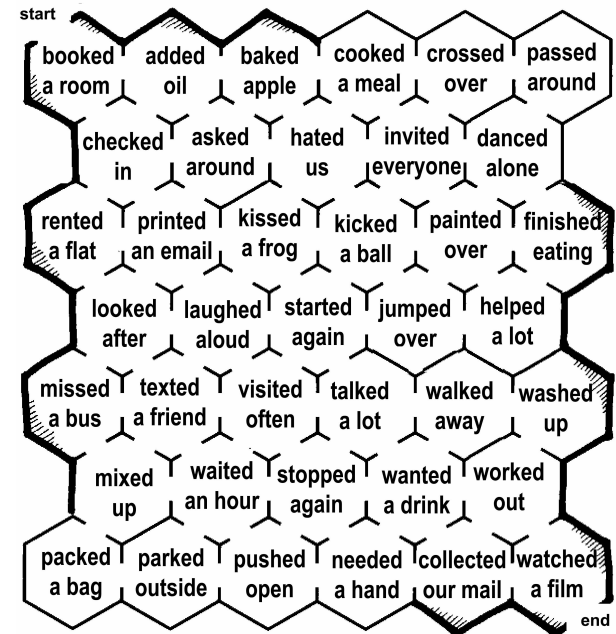 start
booked added baked cooked crossed passed
a room oil apple a meal over around
checked asked hated invited danced
in around us everyone alone
rented printed kissed kicked painted finished
a flat an email a frog a ball over eating
looked laughed started jumped helped
after aloud again over a lot
missed texted visited talked walked washed
a bus a friend often a lot away up
mixed waited stopped wanted worked
up an hour again a drink out
packed parked pushed needed collected watched
a bag outside open a hand our mail a film
end